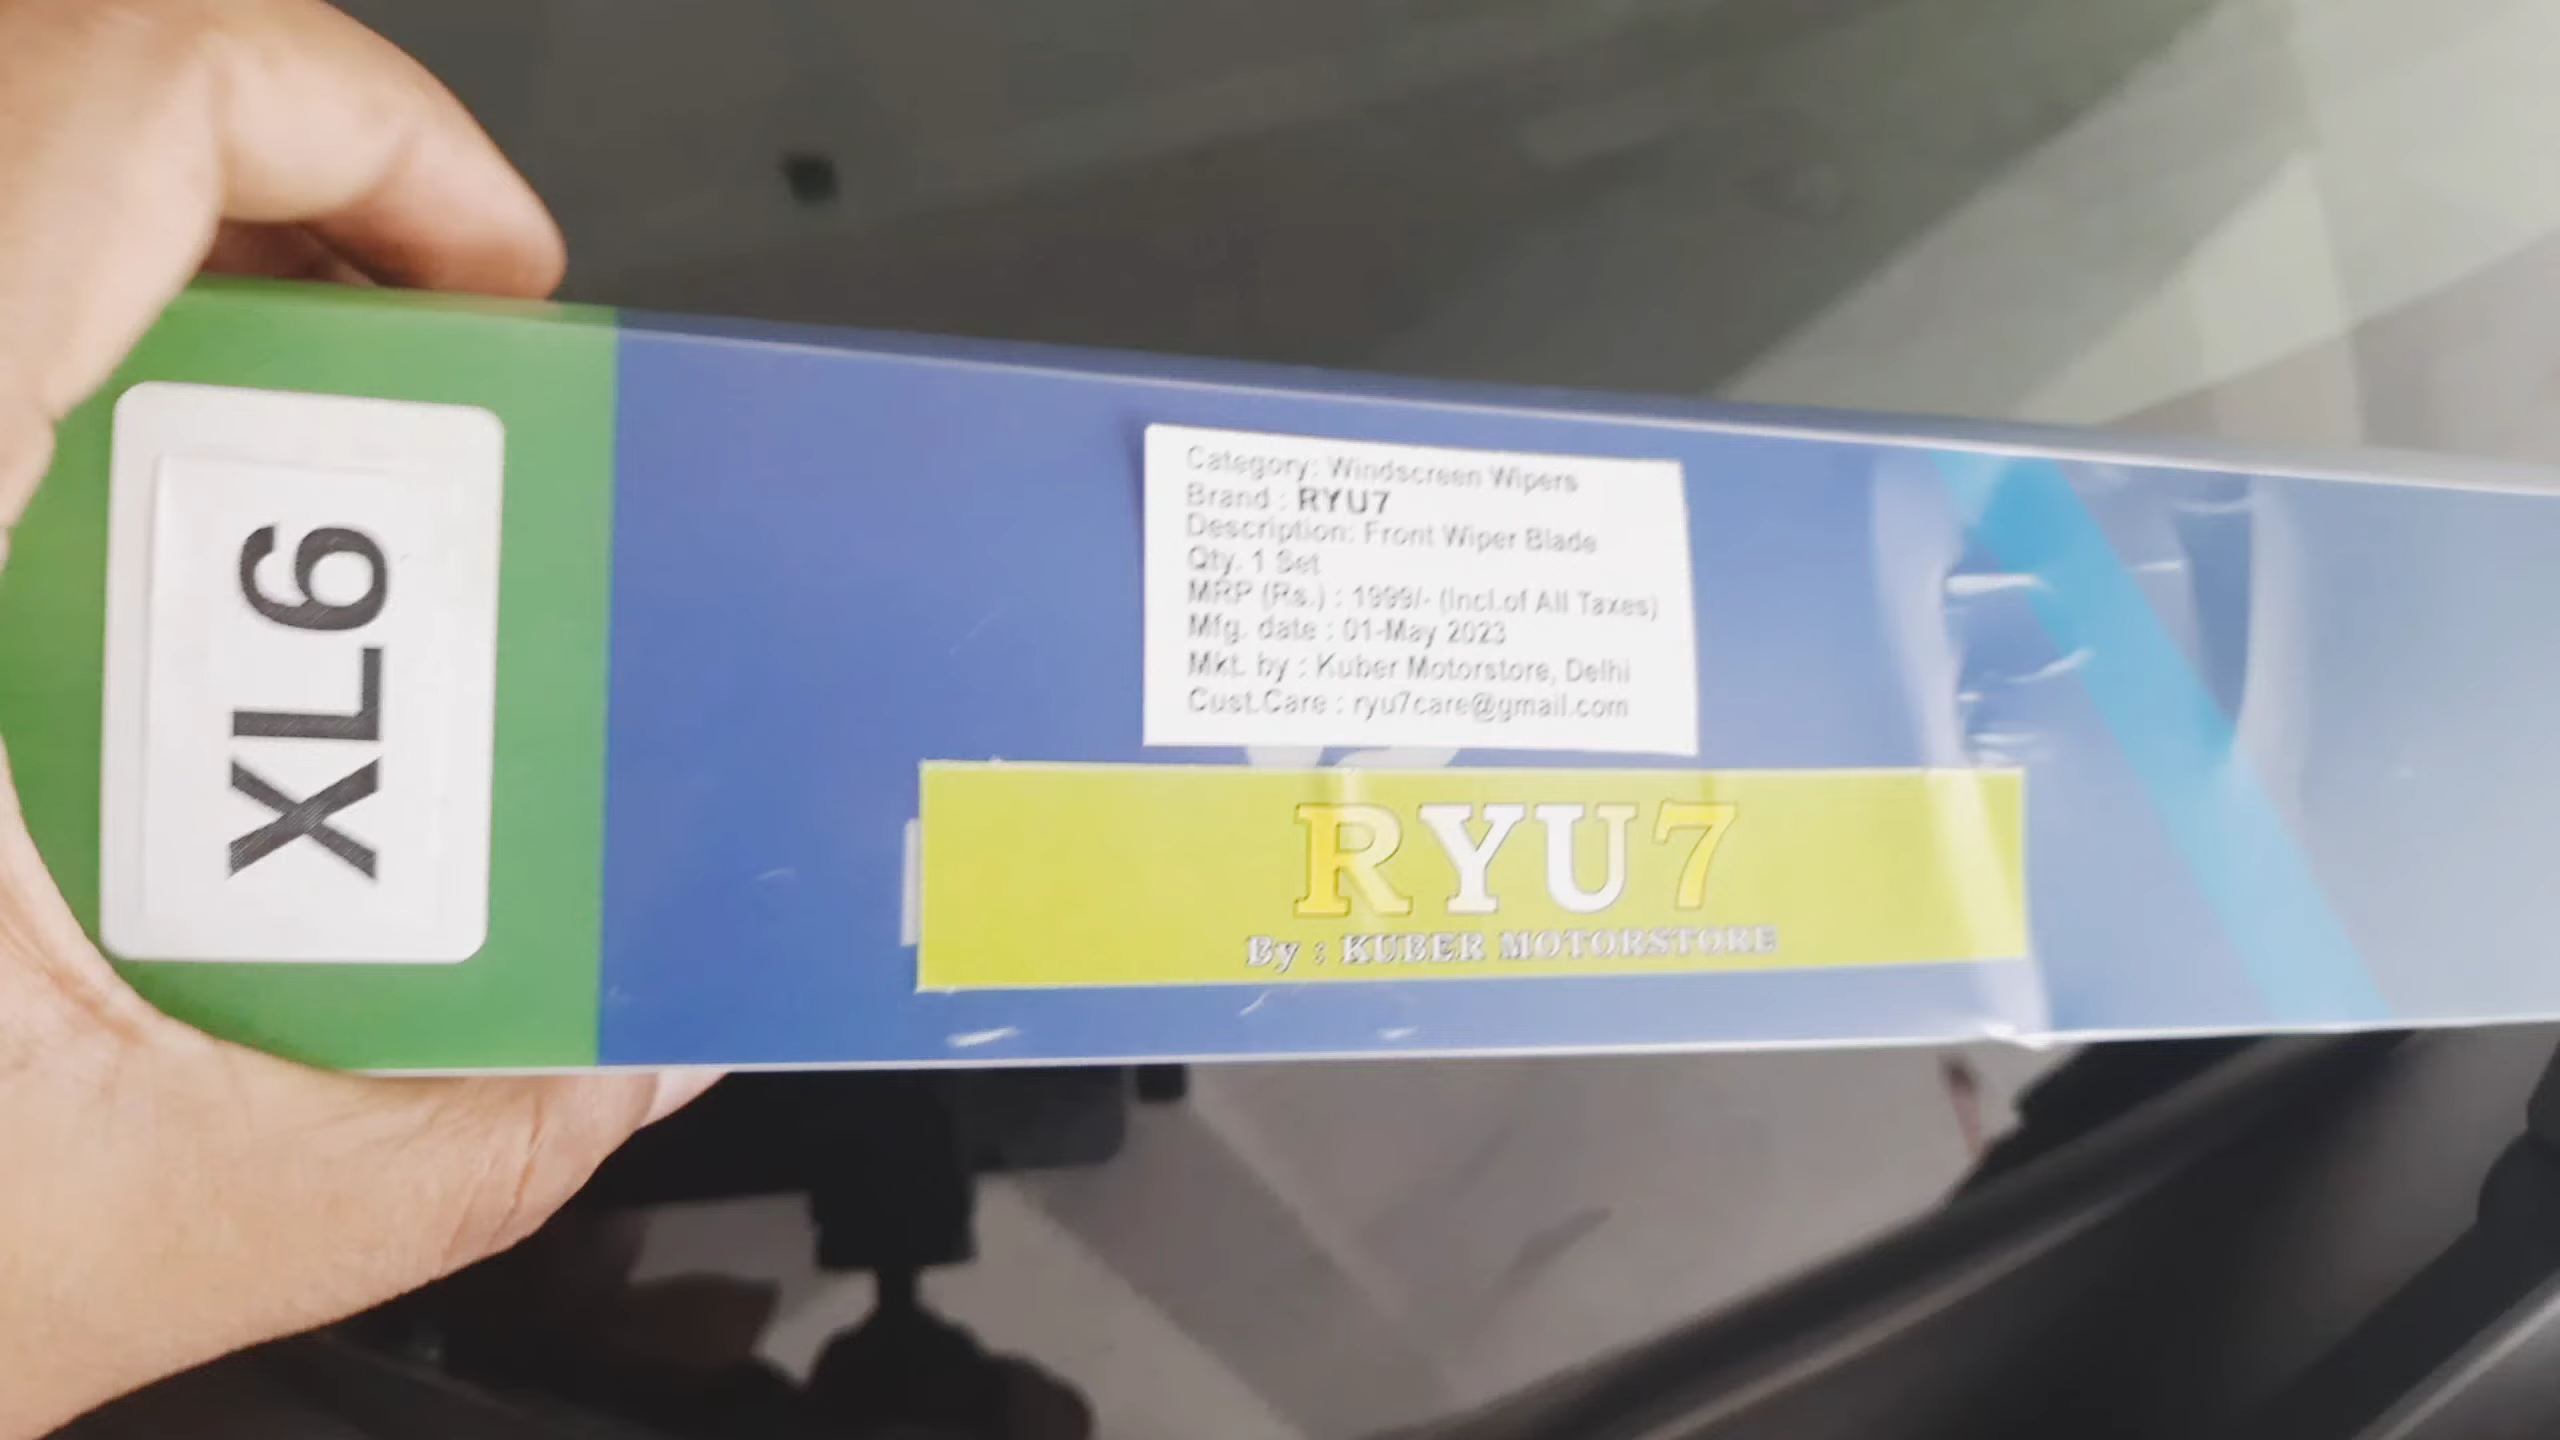 XL6
Category: Windscreen Wipers
Brand : RYU7
Description: Front Wiper Blade
Qty. 1 Set
MRP (Rs.) : 1999/- (Incl.of All Taxes)
Mfg. date : 01-May 2023
Mkt. by : Kuber Motorstore, Delhi
Cust.Care : ryu7care@gmail.com
RYU7
By : KUBER MOTORSTORE